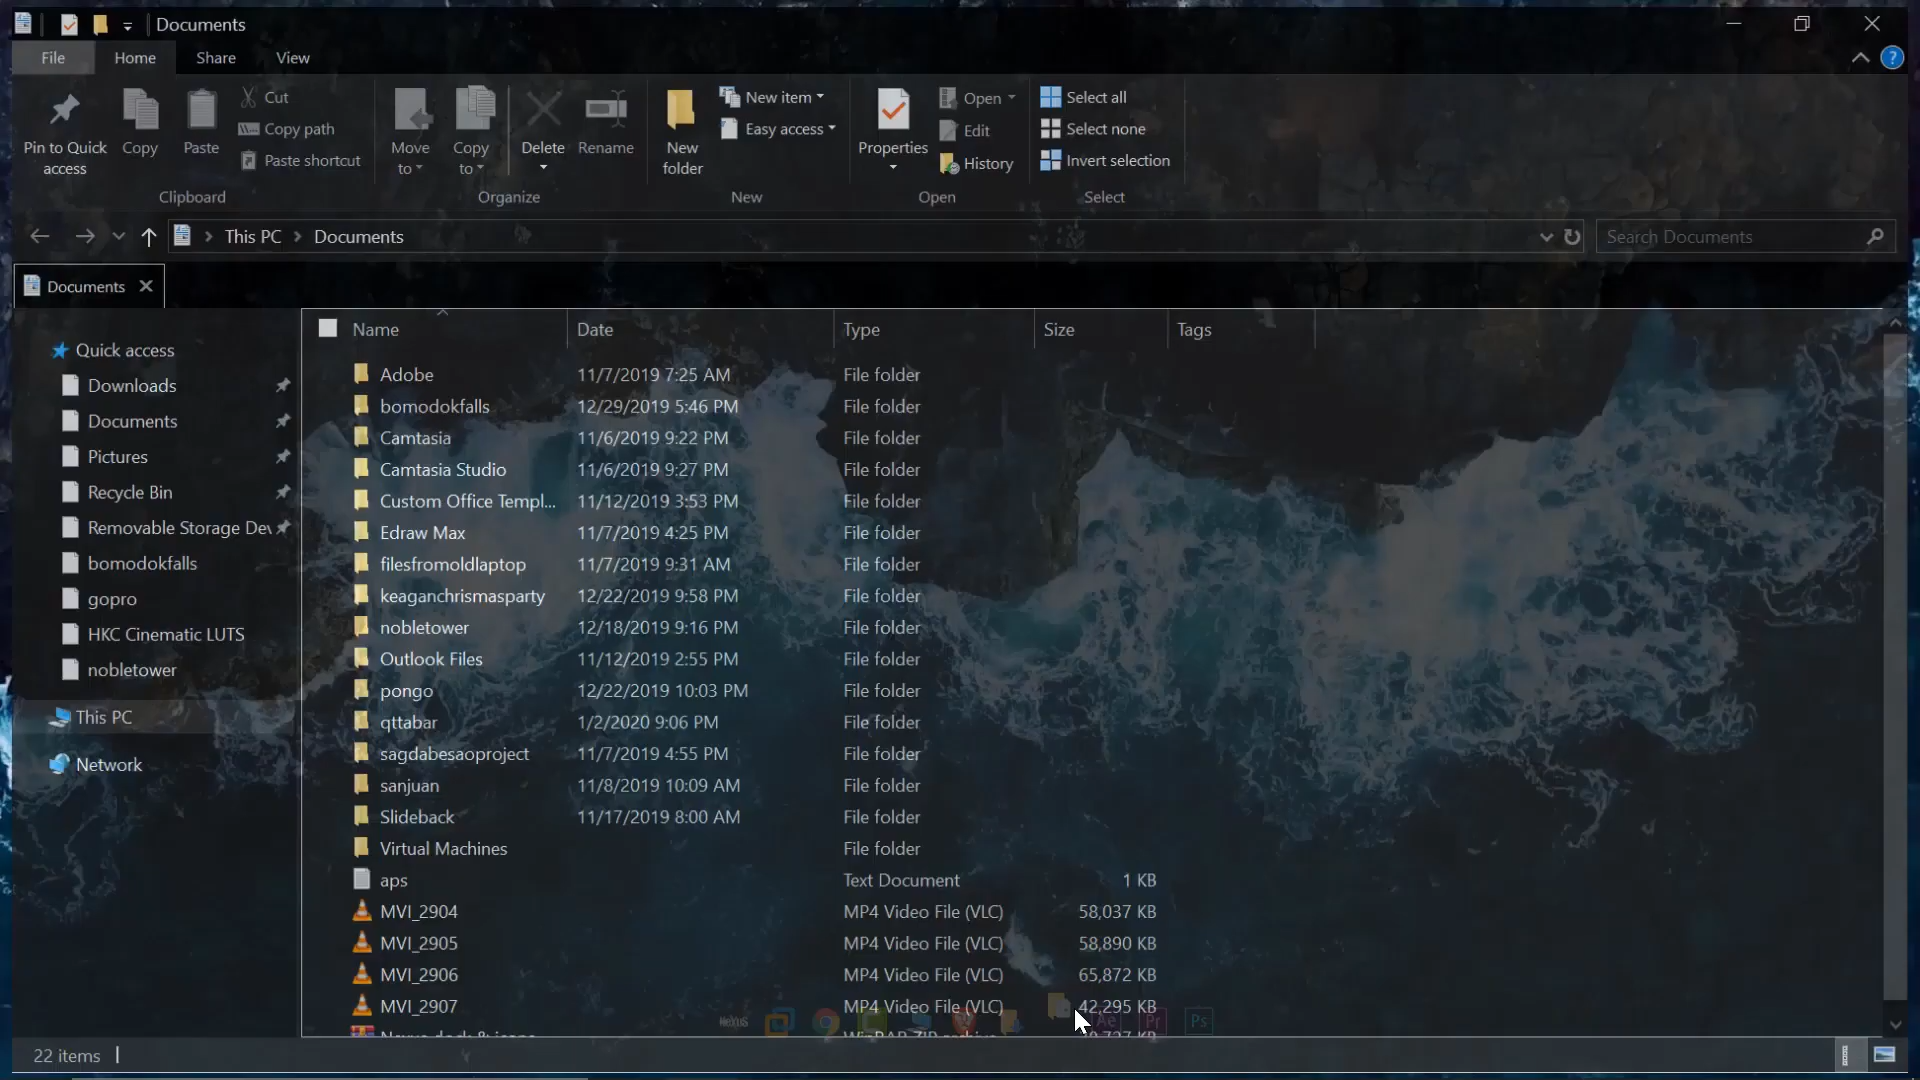 Documents
File Home Share View
Pin to Quick access
Copy
Paste
Cut
Copy path
Paste shortcut
Clipboard
Move to
Copy to
Delete
Rename
Organize
New folder
New item
Easy access
New
Properties
Open
Edit
History
Open
Select all
Select none
Invert selection
Select
This PC Documents
Search Documents
Documents
Quick access
Downloads
Documents
Pictures
Recycle Bin
Removable Storage Dev
bomodokfalls
gopro
HKC Cinematic LUTS
nobletower
This PC
Network
Name Date Type Size Tags
Adobe 11/7/2019 7:25 AM File folder
bomodokfalls 12/29/2019 5:46 PM File folder
Camtasia 11/6/2019 9:22 PM File folder
Camtasia Studio 11/6/2019 9:27 PM File folder
Custom Office Templ... 11/12/2019 3:53 PM File folder
Edraw Max 11/7/2019 4:25 PM File folder
filesfromoldlaptop 11/7/2019 9:31 AM File folder
keaganchrismasparty 12/22/2019 9:58 PM File folder
nobletower 12/18/2019 9:16 PM File folder
Outlook Files 11/12/2019 2:55 PM File folder
pongo 12/22/2019 10:03 PM File folder
qttabar 1/2/2020 9:06 PM File folder
sagdabesaoproject 11/7/2019 4:55 PM File folder
sanjuan 11/8/2019 10:09 AM File folder
Slideback 11/17/2019 8:00 AM File folder
Virtual Machines File folder
aps Text Document 1 KB
MVI_2904 MP4 Video File (VLC) 58,037 KB
MVI_2905 MP4 Video File (VLC) 58,890 KB
MVI_2906 MP4 Video File (VLC) 65,872 KB
MVI_2907 MP4 Video File (VLC) 42,295 KB
NEXUS Ae Pr Ps
22 items